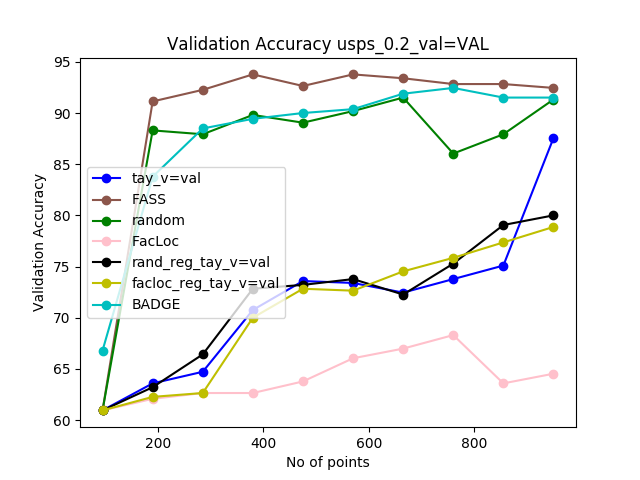 Validation Accuracy usps_0.2_val=VAL
95
90
85
80
75
70
65
60
Validation Accuracy
tay_v=val
FASS
random
FacLoc
rand_reg_tay_v=val
facloc_reg_tay_v=val
BADGE
200
400
600
800
No of points